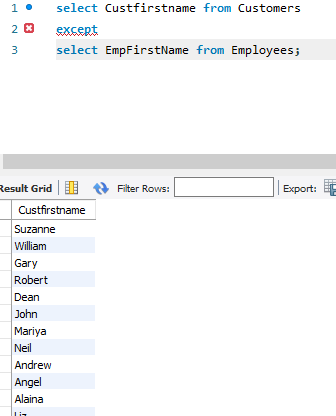 1 select Custfirstname from Customers
2 except
3 select EmpFirstName from Employees;
Result Grid Filter Rows: Export:
Custfirstname
Suzanne
William
Gary
Robert
Dean
John
Mariya
Neil
Andrew
Angel
Alaina
Liz